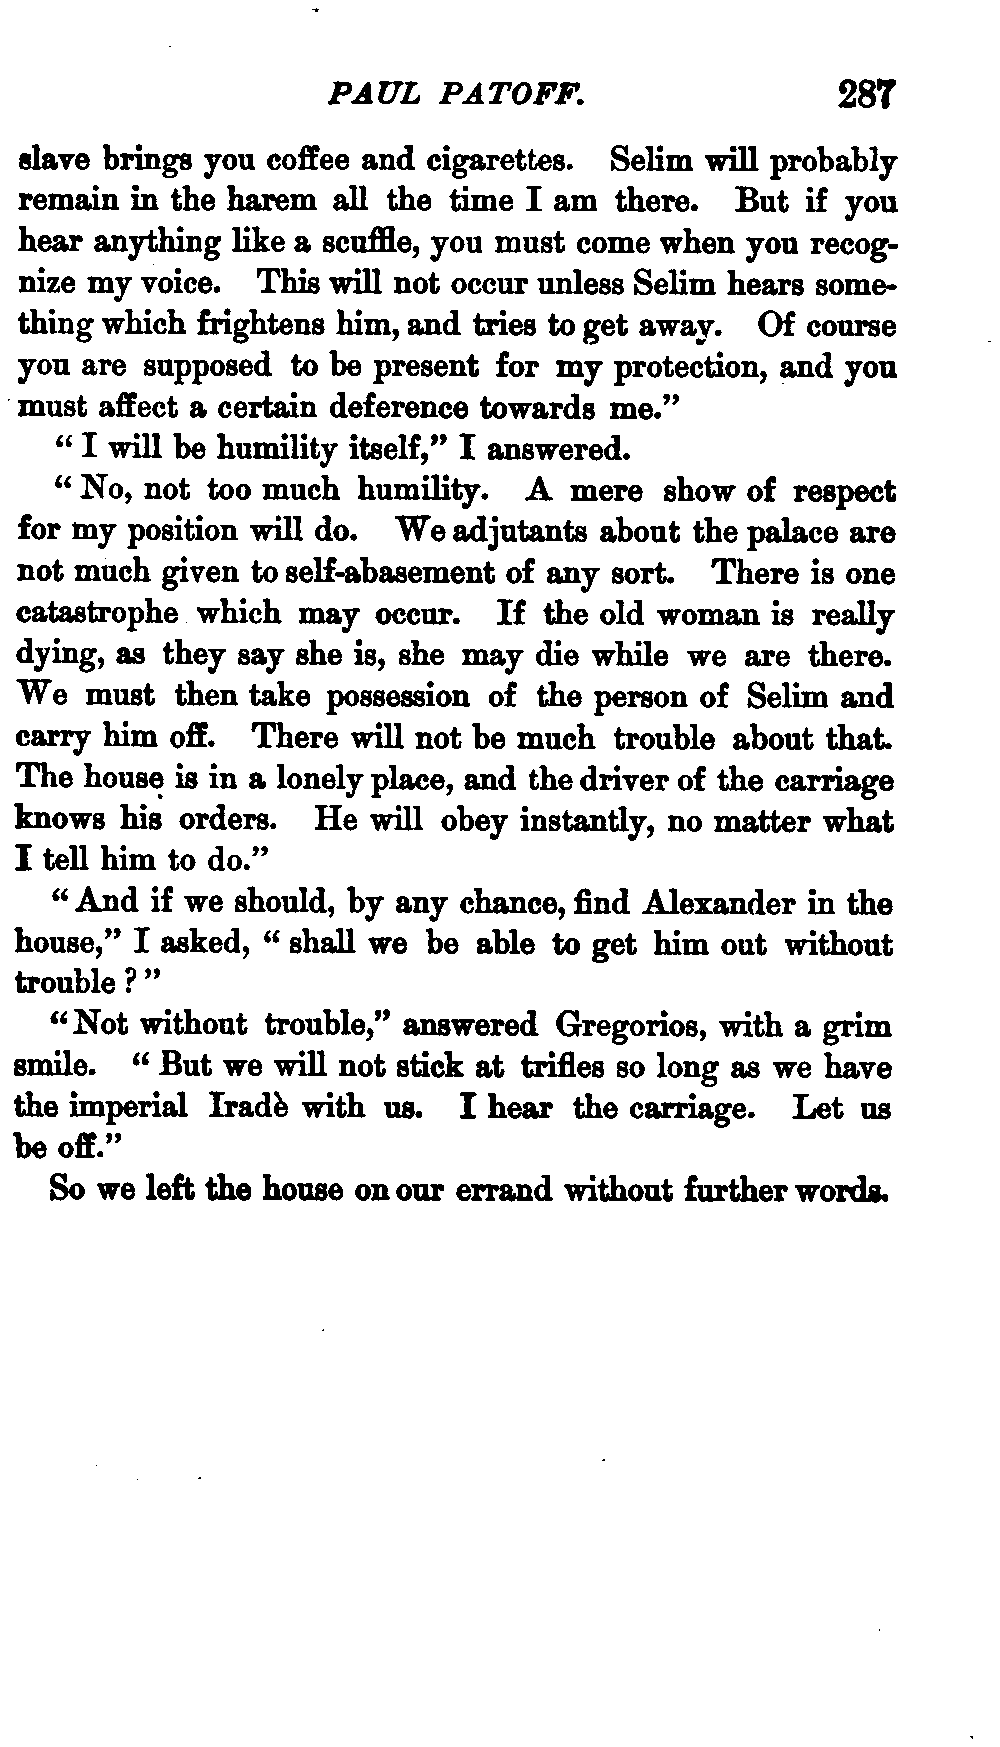 PAUL PATOFF. 287
slave brings you coffee and cigarettes. Selim will probably
remain in the harem all the time I am there. But if you
hear anything like a scuffle, you must come when you recog-
nize my voice. This will not occur unless Selim hears some-
thing which frightens him, and tries to get away. Of course
you are supposed to be present for my protection, and you
must affect a certain deference towards me."
"I will be humility itself," I answered.
"No, not too much humility. A mere show of respect
for my position will do. We adjutants about the palace are
not much given to self-abasement of any sort. There is one
catastrophe which may occur. If the old woman is really
dying, as they say she is, she may die while we are there.
We must then take possession of the person of Selim and
carry him off. There will not be much trouble about that.
The house is in a lonely place, and the driver of the carriage
knows his orders. He will obey instantly, no matter what
I tell him to do."
"And if we should, by any chance, find Alexander in the
house," I asked, "shall we be able to get him out without
trouble?"
"Not without trouble," answered Gregorios, with a grim
smile. "But we will not stick at trifles so long as we have
the imperial Iradè with us. I hear the carriage. Let us
be off."
So we left the house on our errand without further words.